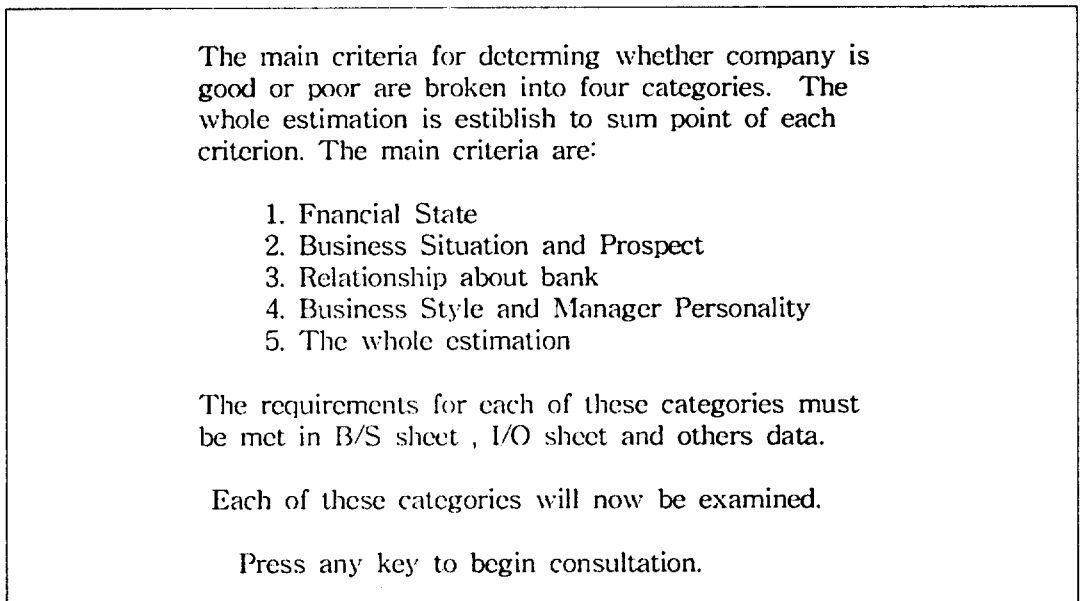 The main criteria for determing whether company is
good or poor are broken into four categories. The
whole estimation is estiblish to sum point of each
criterion. The main criteria are:
1. Fnancial State
2. Business Situation and Prospect
3. Relationship about bank
4. Business Style and Manager Personality
5. The whole estimation
The requirements for each of these categories must
be met in B/S sheet , I/O sheet and others data.
Each of these categories will now be examined.
Press any key to begin consultation.